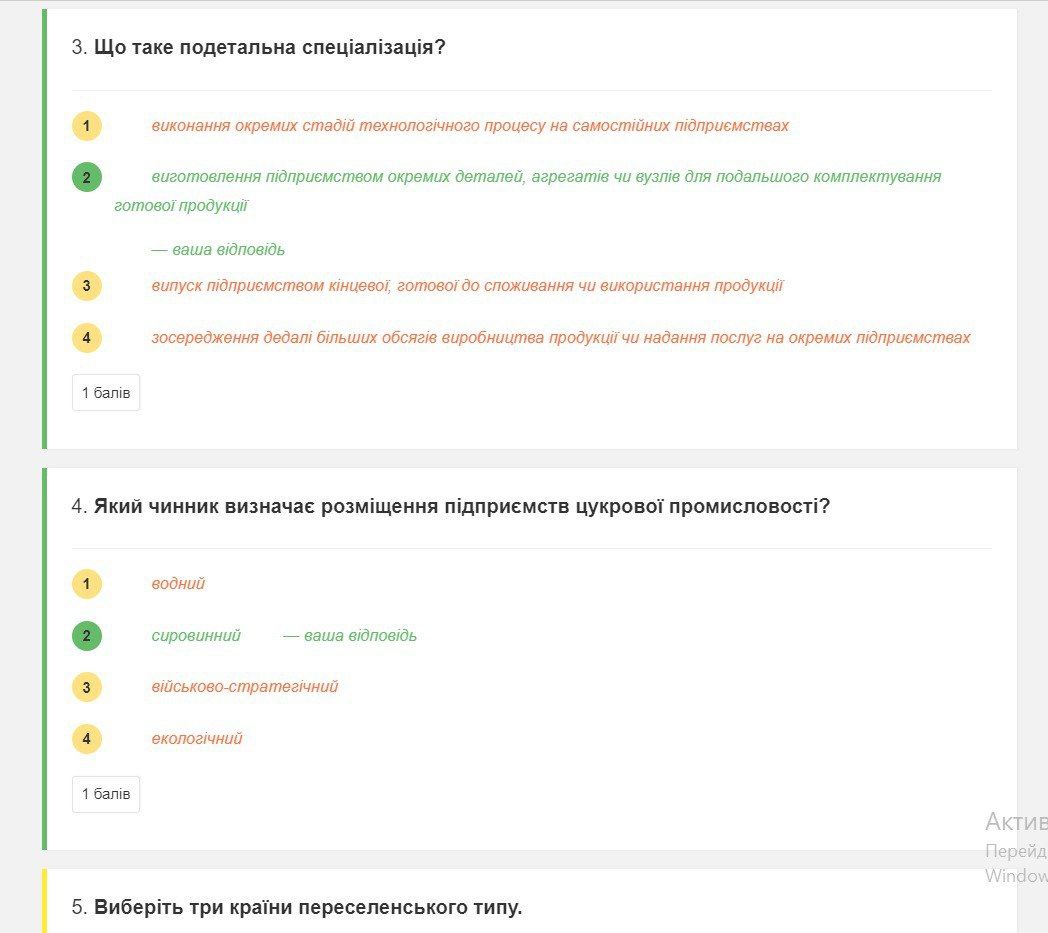 3. Що таке подетальна спеціалізація?
1 виконання окремих стадій технологічного процесу на самостійних підприємствах
2 виготовлення підприємством окремих деталей, агрегатів чи вузлів для подальшого комплектування
готової продукції
— ваша відповідь
3 випуск підприємством кінцевої, готової до споживання чи використання продукції
4 зосередження дедалі більших обсягів виробництва продукції чи надання послуг на окремих підприємствах
1 балів
4. Який чинник визначає розміщення підприємств цукрової промисловості?
1 водний
2 сировинний — ваша відповідь
3 військово-стратегічний
4 екологічний
1 балів
Актив
Перейд
Window
5. Виберіть три країни переселенського типу.